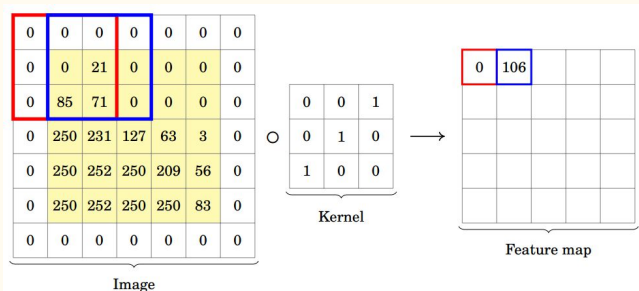 0 0 0 0 0 0 0
0 0 21 0 0 0 0
0 85 71 0 0 0 0
0 250 231 127 63 3 0
0 250 252 250 209 56 0
0 250 252 250 250 83 0
0 0 0 0 0 0 0
Image
0 0 1
0 1 0
1 0 0
Kernel
0 106
Feature map